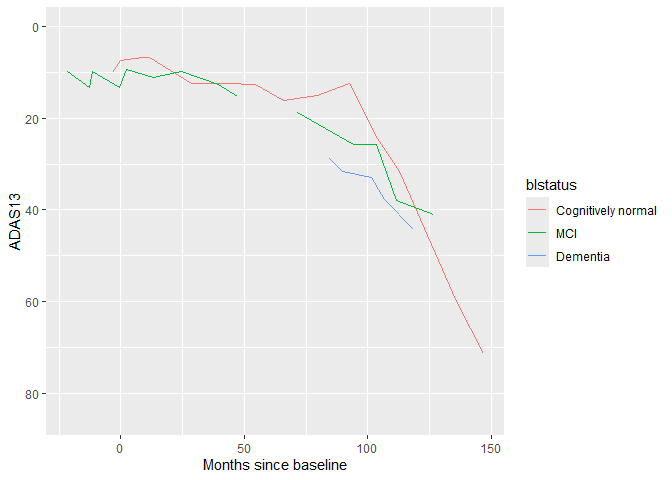 0
20
40
60
80
ADAS13
0
50
100
150
Months since baseline
blstatus
Cognitively normal
MCI
Dementia